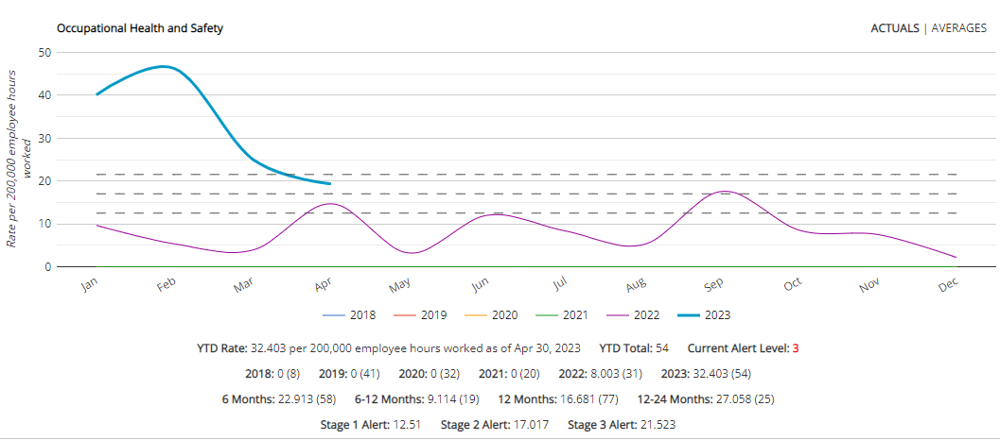 Occupational Health and Safety
ACTUALS | AVERAGES
Rate per 200,000 employee hours
worked
50
40
30
20
10
0
Jan Feb Mar Apr May Jun Jul Aug Sep Oct Nov Dec
2018 2019 2020 2021 2022 2023
YTD Rate: 32.403 per 200,000 employee hours worked as of Apr 30, 2023 YTD Total: 54 Current Alert Level: 3
2018: 0 (8) 2019: 0 (41) 2020: 0 (32) 2021: 0 (20) 2022: 8.003 (31) 2023: 32.403 (54)
6 Months: 22.913 (58) 6-12 Months: 9.114 (19) 12 Months: 16.681 (77) 12-24 Months: 27.058 (25)
Stage 1 Alert: 12.51 Stage 2 Alert: 17.017 Stage 3 Alert: 21.523